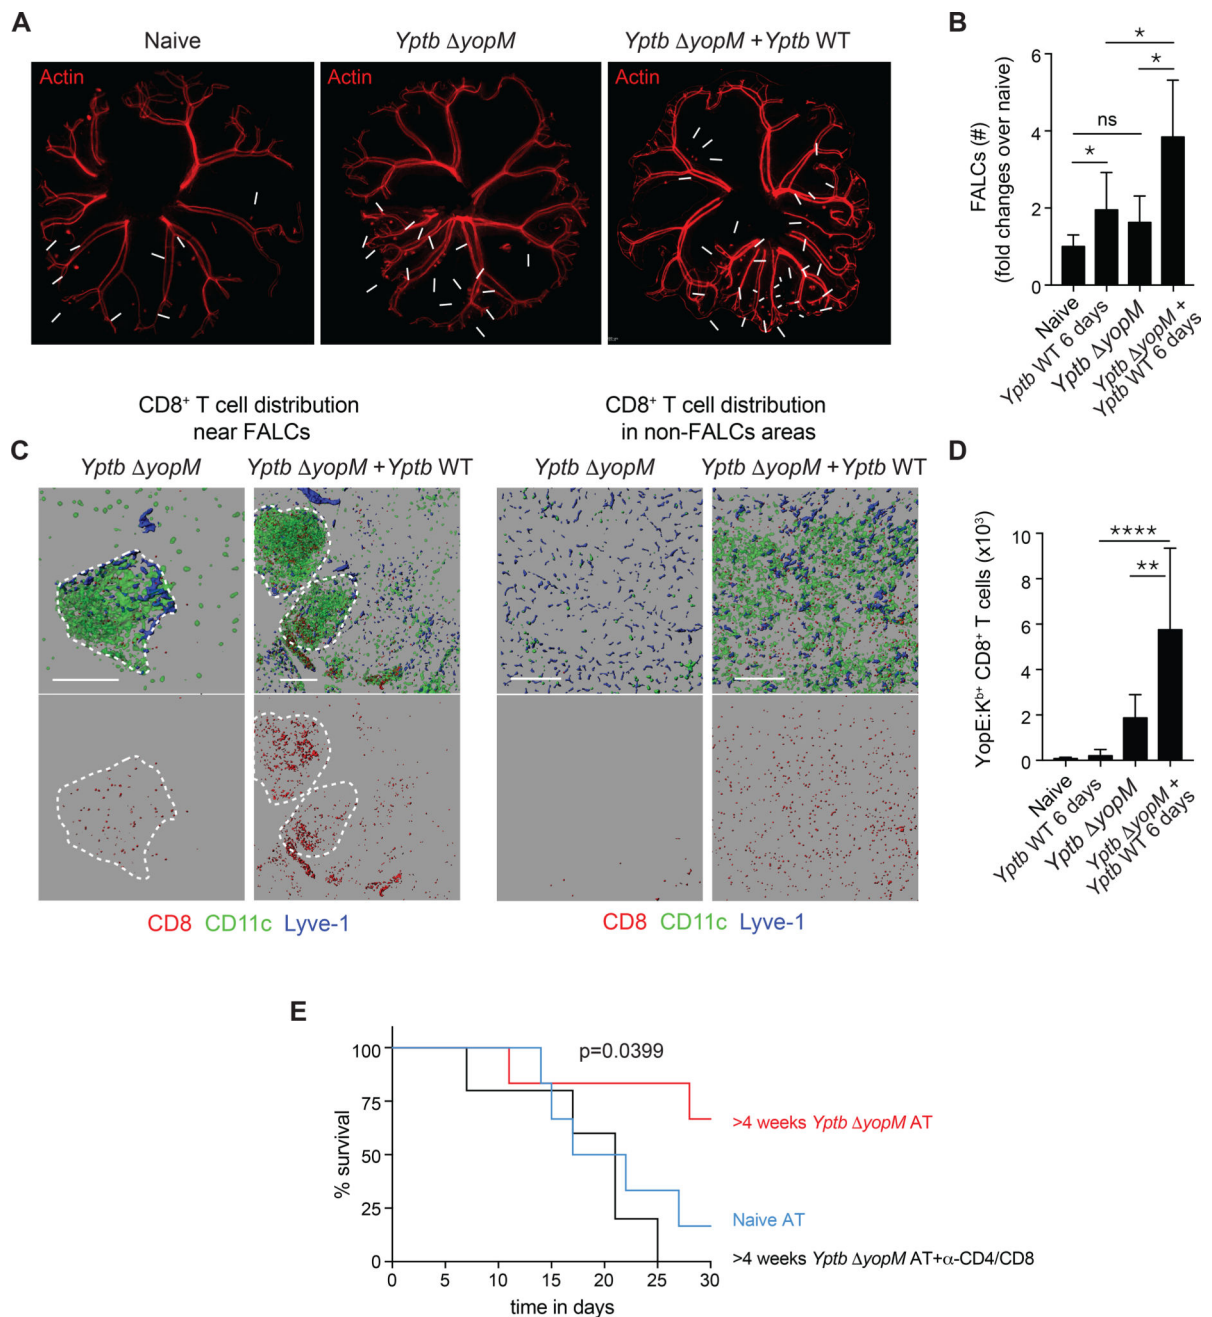 A
Naive
Yptb ΔyopM
Yptb ΔyopM +Yptb WT
Actin
Actin
Actin
B
FALCs (#)
(fold changes over naive)
6
4
2
0
*
*
ns
*
Naive
Yptb WT 6 days
Yptb ΔyopM
Yptb ΔyopM +
Yptb WT 6 days
C
CD8⁺ T cell distribution
near FALCs
CD8⁺ T cell distribution
in non-FALCs areas
Yptb ΔyopM
Yptb ΔyopM +Yptb WT
Yptb ΔyopM
Yptb ΔyopM +Yptb WT
CD8 CD11c Lyve-1
CD8 CD11c Lyve-1
D
YopE:Kᵇ⁺ CD8⁺ T cells (x10³)
10
8
6
4
2
0
****
**
Naive
Yptb WT 6 days
Yptb ΔyopM
Yptb ΔyopM +
Yptb WT 6 days
E
% survival
100
75
50
25
0
p=0.0399
>4 weeks Yptb ΔyopM AT
Naive AT
>4 weeks Yptb ΔyopM AT+α-CD4/CD8
0 5 10 15 20 25 30
time in days